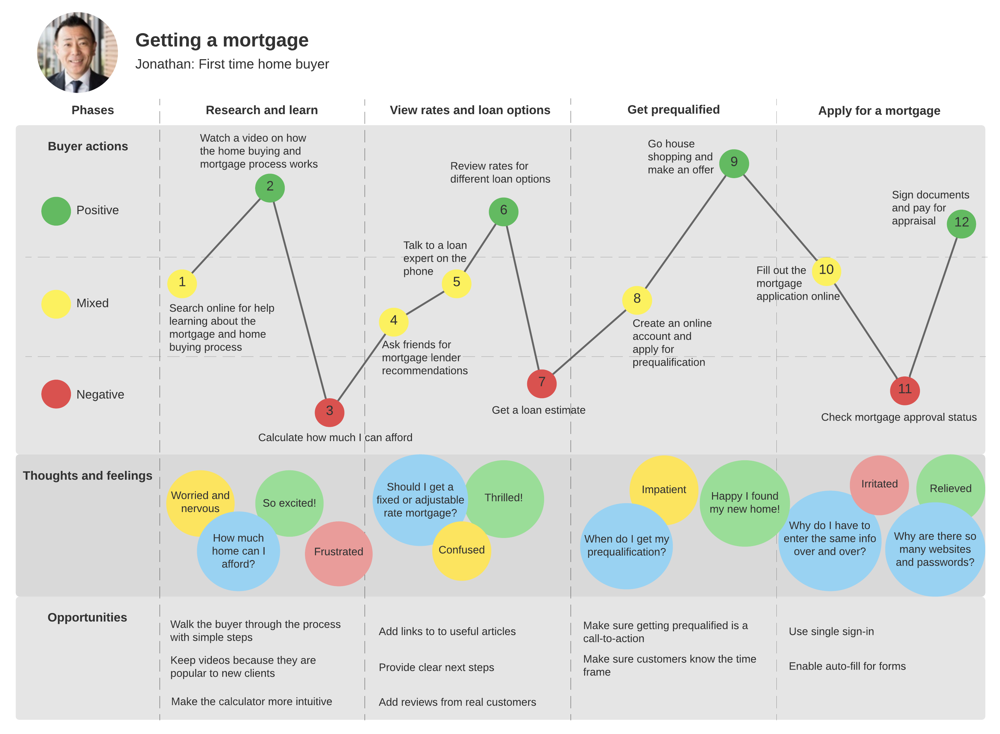 Getting a mortgage
Jonathan: First time home buyer
Phases
Research and learn
View rates and loan options
Get prequalified
Apply for a mortgage
Buyer actions
Positive
Mixed
Negative
Watch a video on how
the home buying and
mortgage process works
2
1
Search online for help
learning about the
mortgage and home
buying process
3
Calculate how much I can afford
Review rates for
different loan options
6
Talk to a loan
expert on the
phone
5
4
Ask friends for
mortgage lender
recommendations
7
Get a loan estimate
Go house
shopping and
make an offer
9
8
Create an online
account and
apply for
prequalification
Sign documents
and pay for
appraisal
12
Fill out the
mortgage
application online
10
11
Check mortgage approval status
Thoughts and feelings
Worried and
nervous
So excited!
How much
home can I
afford?
Frustrated
Should I get a
fixed or adjustable
rate mortgage?
Thrilled!
Confused
Impatient
When do I get my
prequalification?
Happy I found
my new home!
Irritated
Relieved
Why do I have to
enter the same info
over and over?
Why are there so
many websites
and passwords?
Opportunities
Walk the buyer through the process
with simple steps
Keep videos because they are
popular to new clients
Make the calculator more intuitive
Add links to to useful articles
Provide clear next steps
Add reviews from real customers
Make sure getting prequalified is a
call-to-action
Make sure customers know the time
frame
Use single sign-in
Enable auto-fill for forms